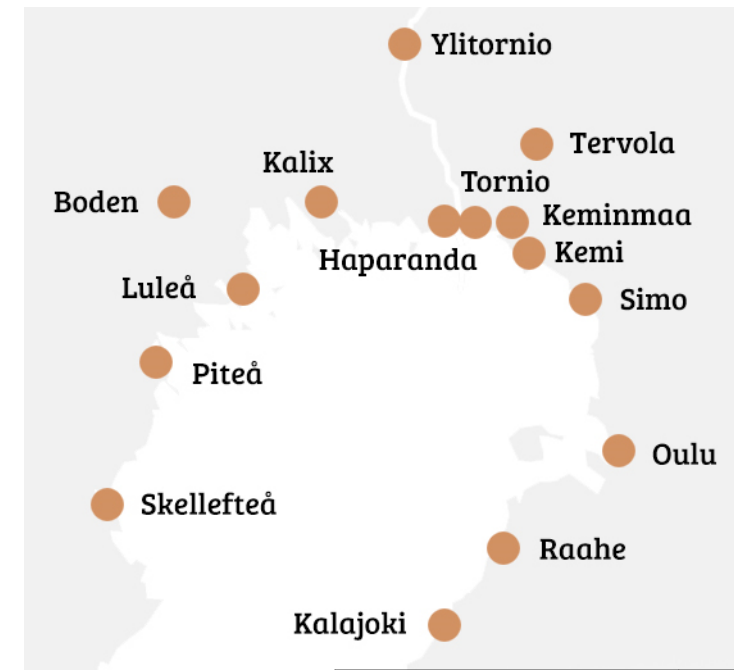 Ylitornio
Tervola
Kalix
Tornio
Boden
Keminmaa
Haparanda
Kemi
Luleå
Simo
Piteå
Oulu
Skellefteå
Raahe
Kalajoki